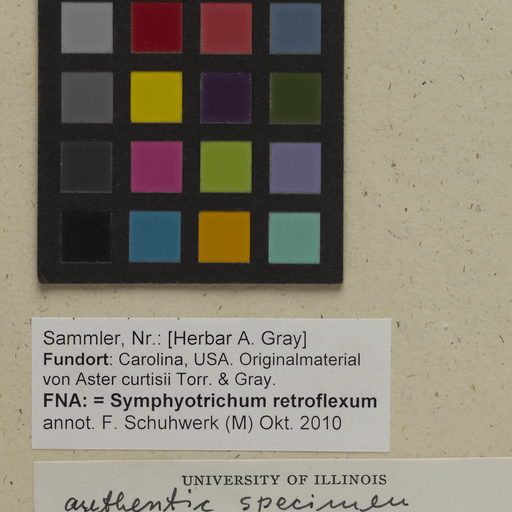 Sammler, Nr.: [Herbar A. Gray]
Fundort: Carolina, USA. Originalmaterial
von Aster curtisii Torr. & Gray.
FNA: = Symphyotrichum retroflexum
annot. F. Schuhwerk (M) Okt. 2010
UNIVERSITY OF ILLINOIS
authentic specimen